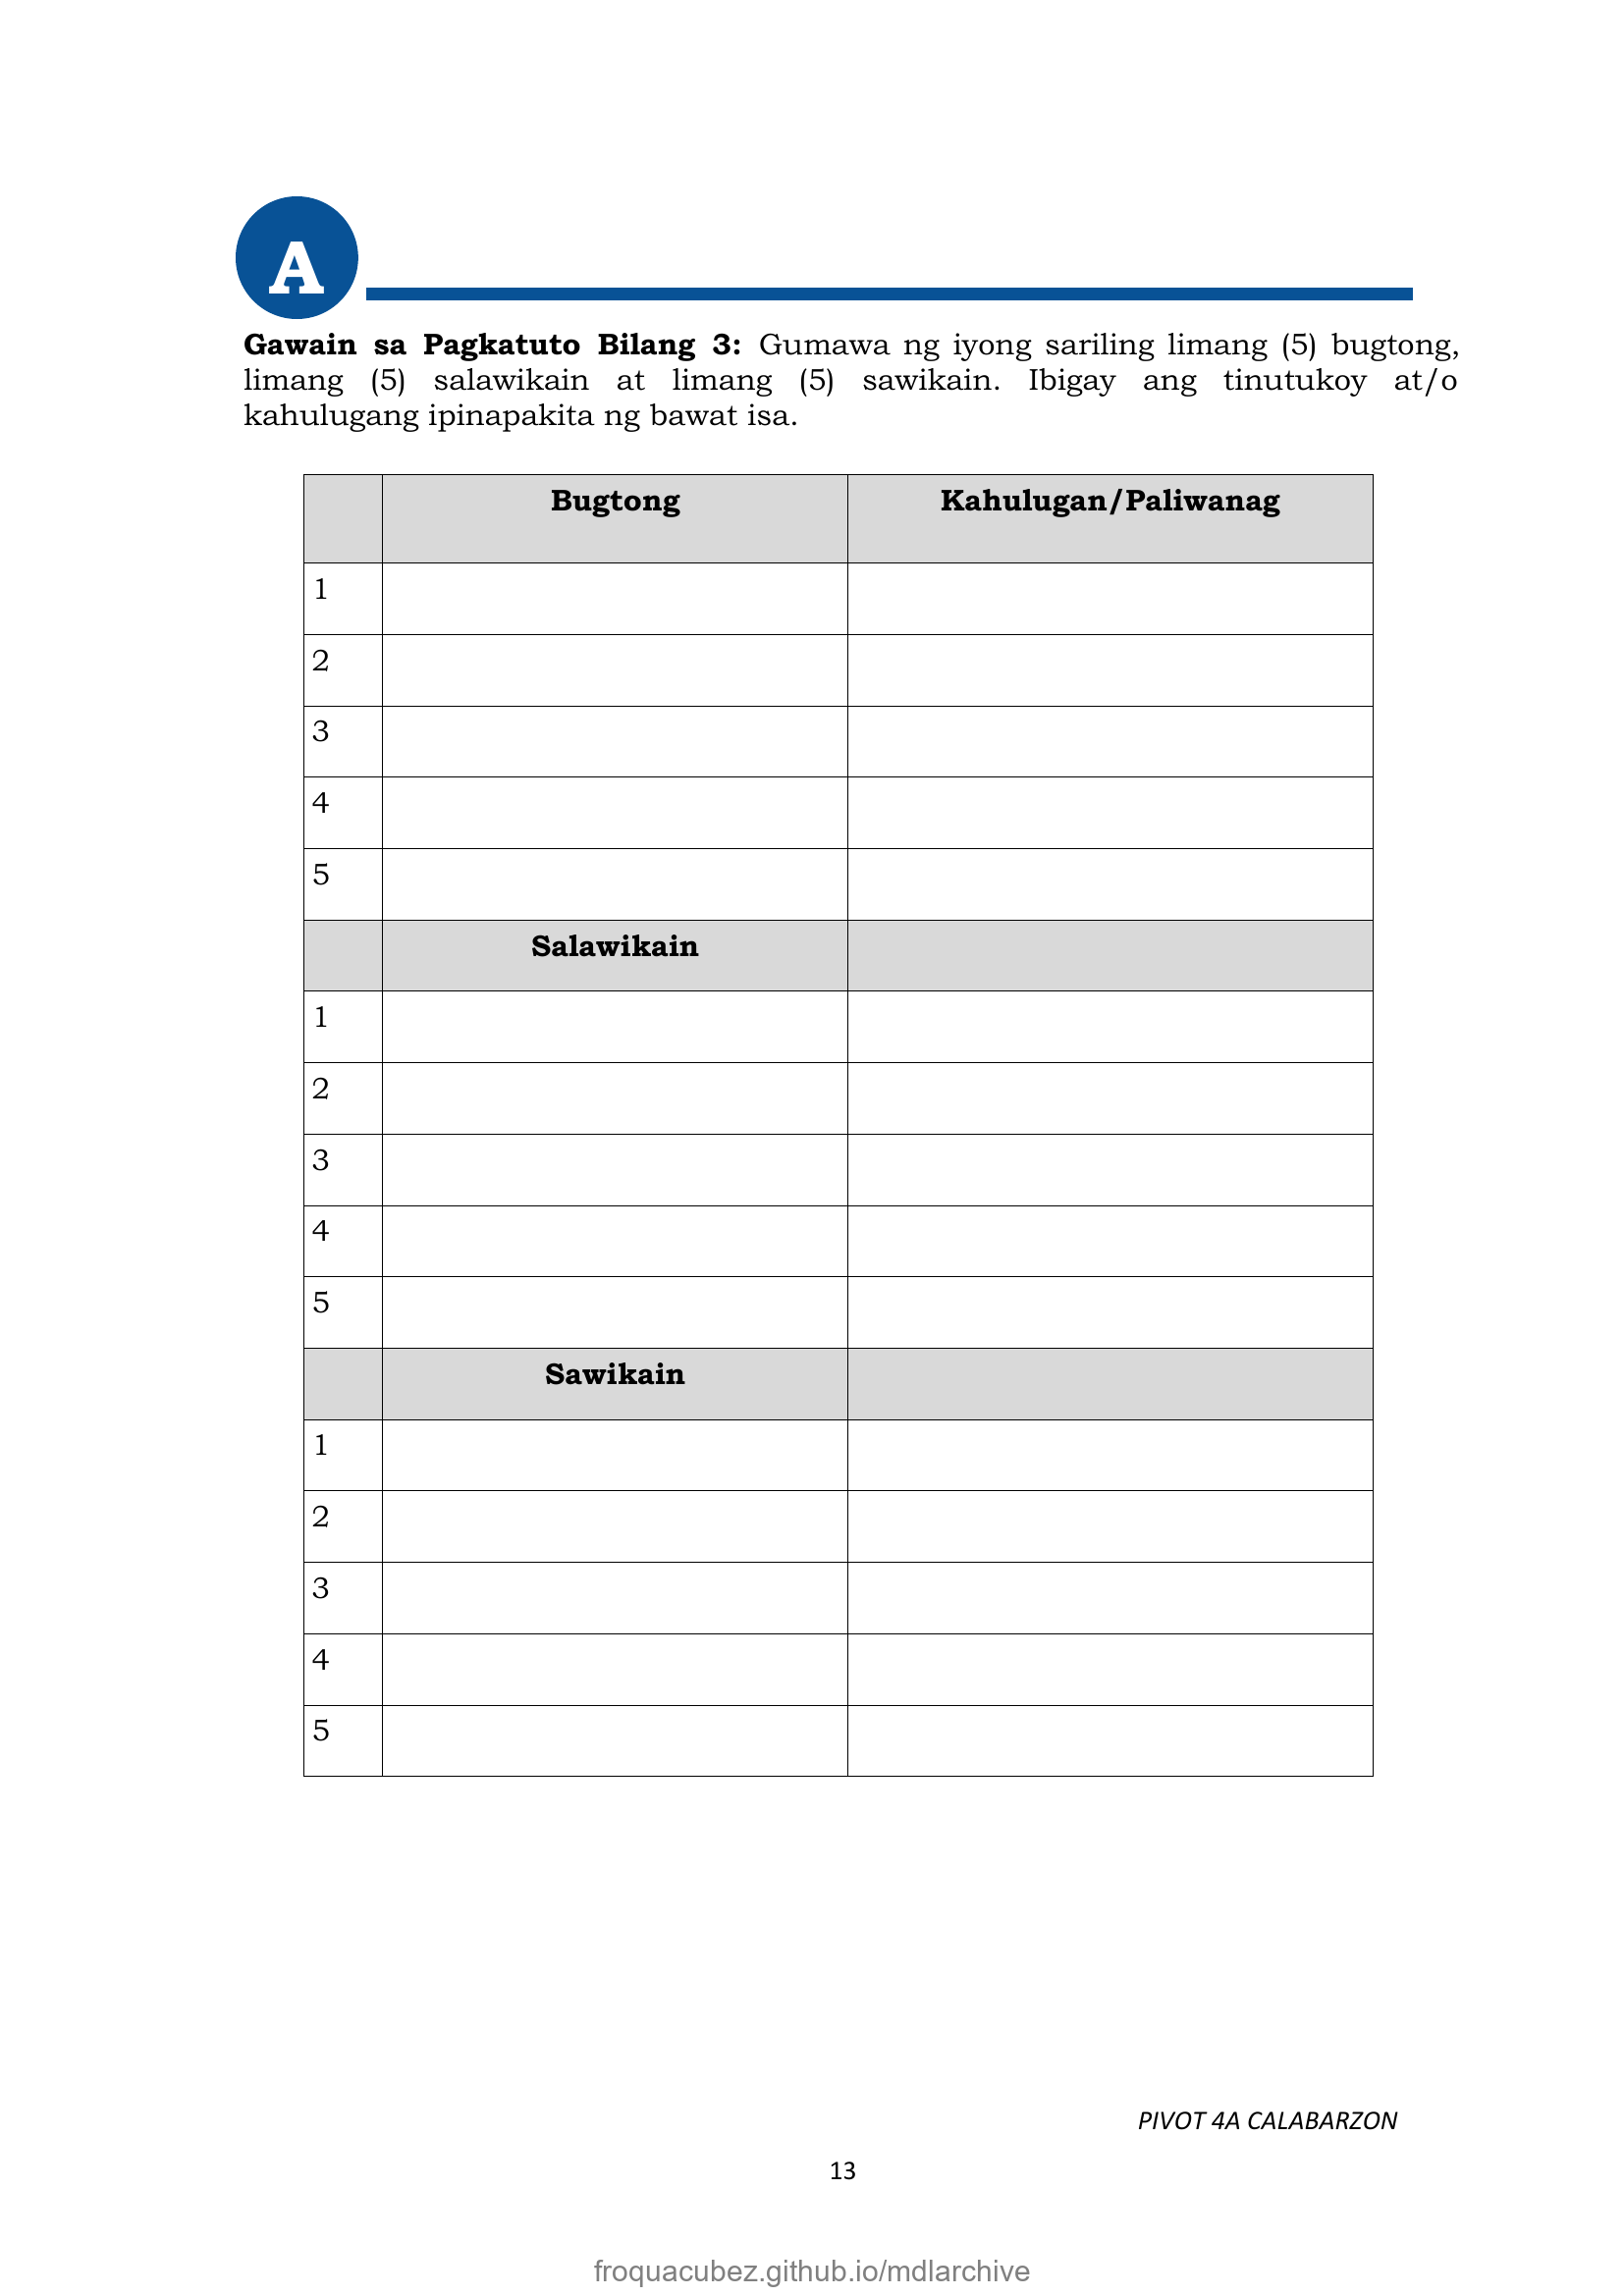 A
Gawain sa Pagkatuto Bilang 3: Gumawa ng iyong sariling limang (5) bugtong,
limang (5) salawikain at limang (5) sawikain. Ibigay ang tinutukoy at/o
kahulugang ipinapakita ng bawat isa.
Bugtong Kahulugan/Paliwanag
1
2
3
4
5
Salawikain
1
2
3
4
5
Sawikain
1
2
3
4
5
PIVOT 4A CALABARZON
13
froquacubez.github.io/mdlarchive